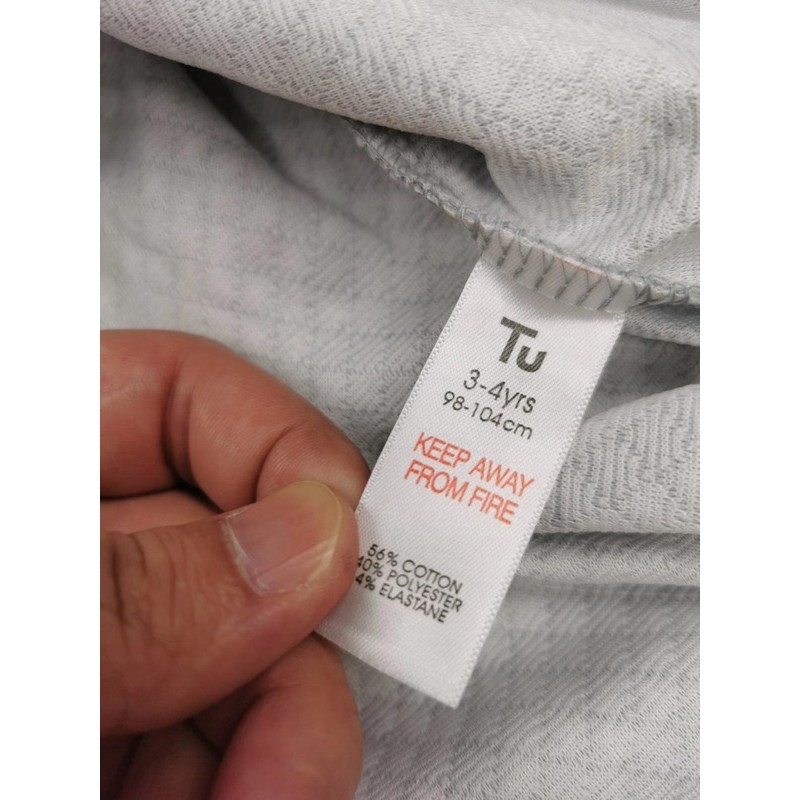 Tu
3-4yrs
98-104cm
KEEP AWAY
FROM FIRE
56% COTTON
40% POLYESTER
4% ELASTANE